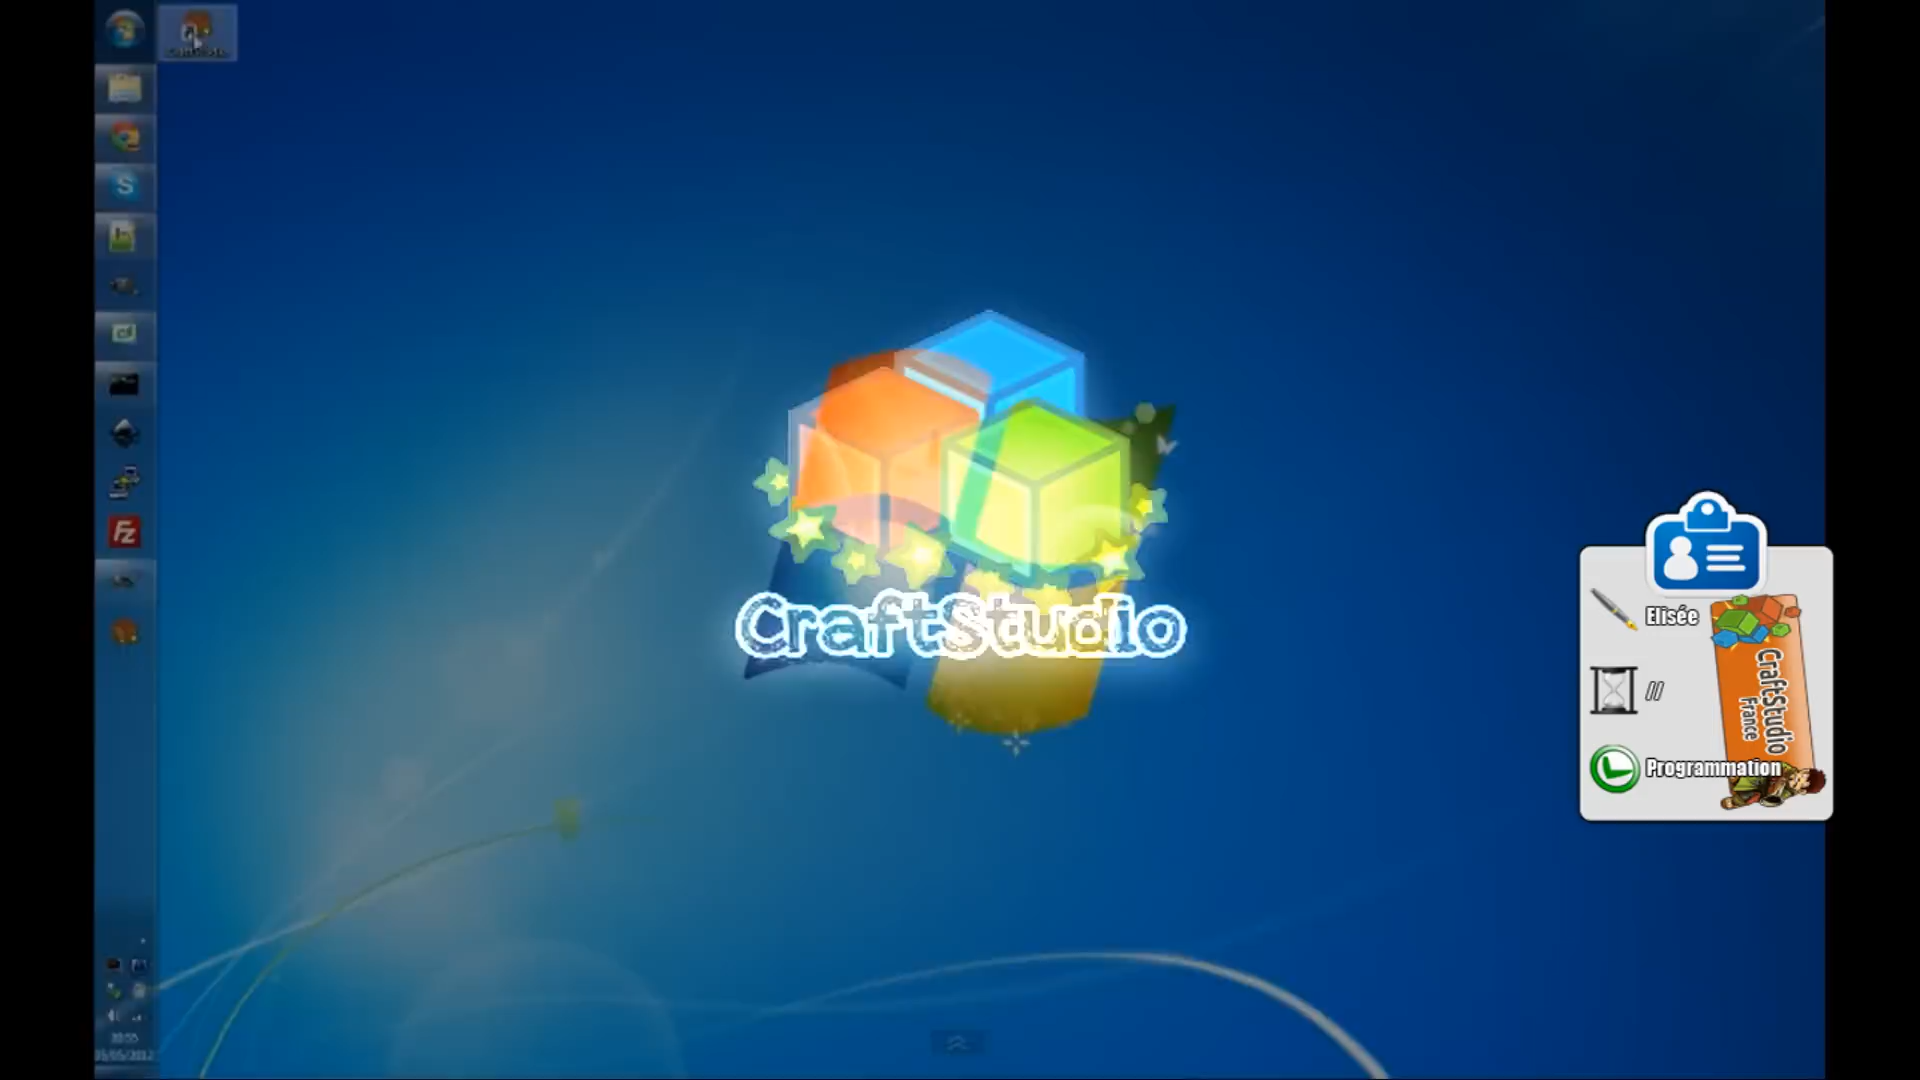 CraftStudio
Elisée
//
CraftStudio
France
Programmation